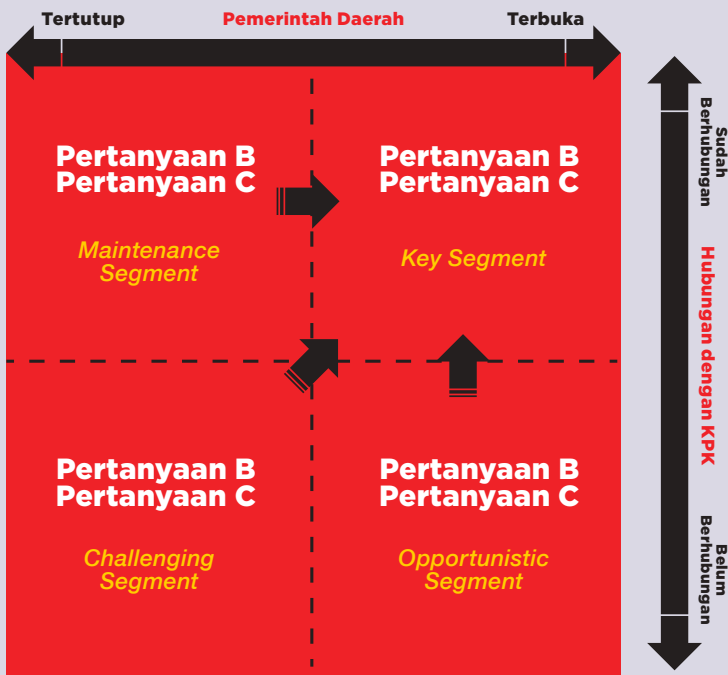 Tertutup
Pemerintah Daerah
Terbuka
Pertanyaan B
Pertanyaan C
Maintenance
Segment
Pertanyaan B
Pertanyaan C
Key Segment
Pertanyaan B
Pertanyaan C
Challenging
Segment
Pertanyaan B
Pertanyaan C
Opportunistic
Segment
Sudah
Berhubungan
Hubungan dengan KPK
Belum
Berhubungan